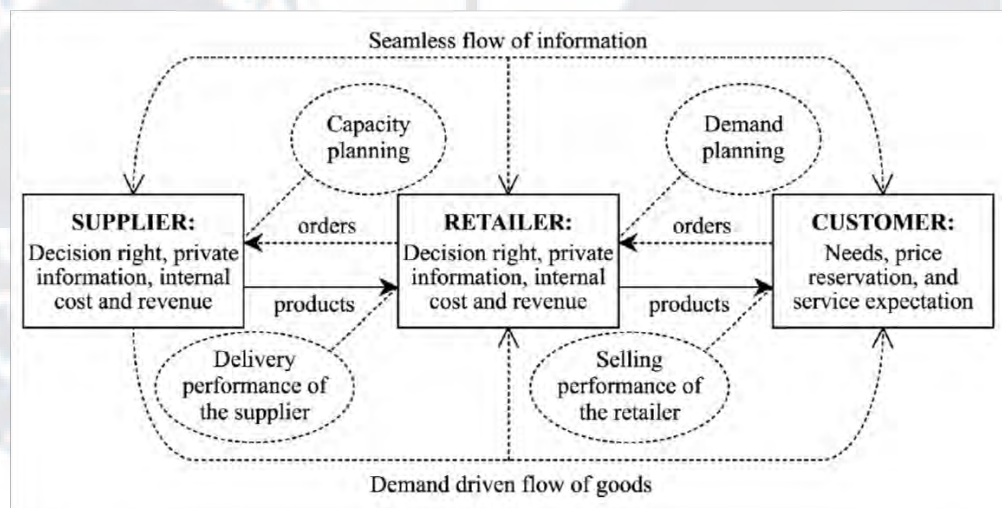 Seamless flow of information
Capacity
planning
Demand
planning
SUPPLIER:
Decision right, private
information, internal
cost and revenue
orders
products
RETAILER:
Decision right, private
information, internal
cost and revenue
orders
products
CUSTOMER:
Needs, price
reservation, and
service expectation
Delivery
performance of
the supplier
Selling
performance of
the retailer
Demand driven flow of goods